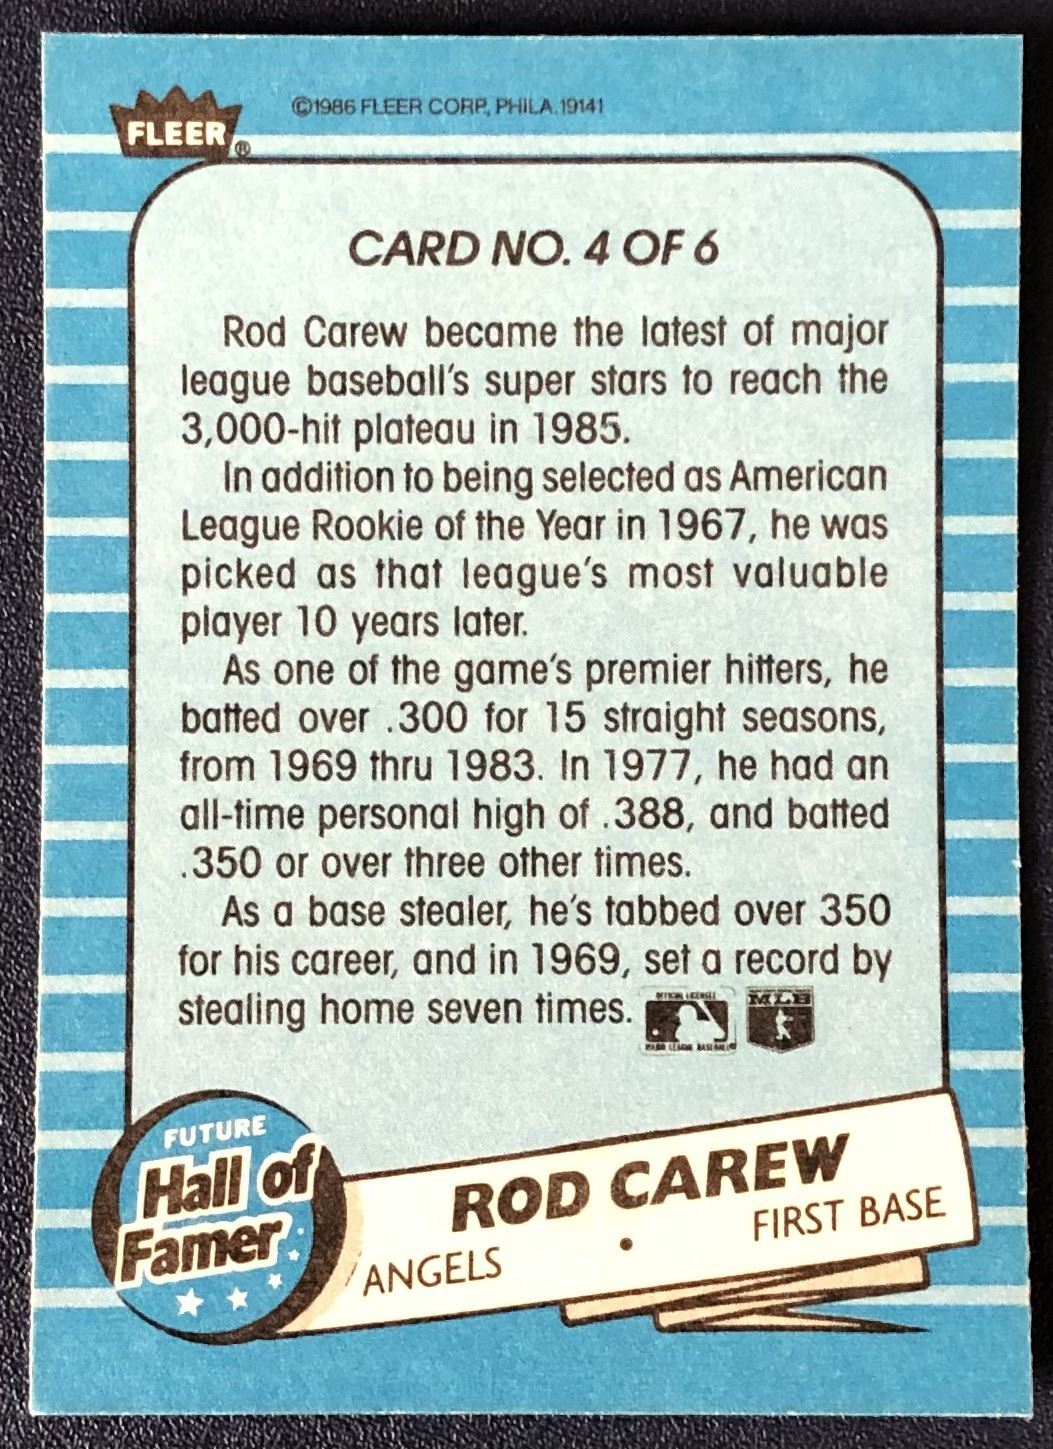 FLEER®
©1986 FLEER CORP., PHILA. 19141
CARD NO. 4 OF 6
Rod Carew became the latest of major
league baseball's super stars to reach the
3,000-hit plateau in 1985.
In addition to being selected as American
League Rookie of the Year in 1967, he was
picked as that league's most valuable
player 10 years later.
As one of the game's premier hitters, he
batted over .300 for 15 straight seasons,
from 1969 thru 1983. In 1977, he had an
all-time personal high of .388, and batted
.350 or over three other times.
As a base stealer, he's tabbed over 350
for his career, and in 1969, set a record by
stealing home seven times.
OFFICIAL LICENSEE
MAJOR LEAGUE BASEBALL
MLB
FUTURE
Hall of
Famer
ROD CAREW
ANGELS • FIRST BASE